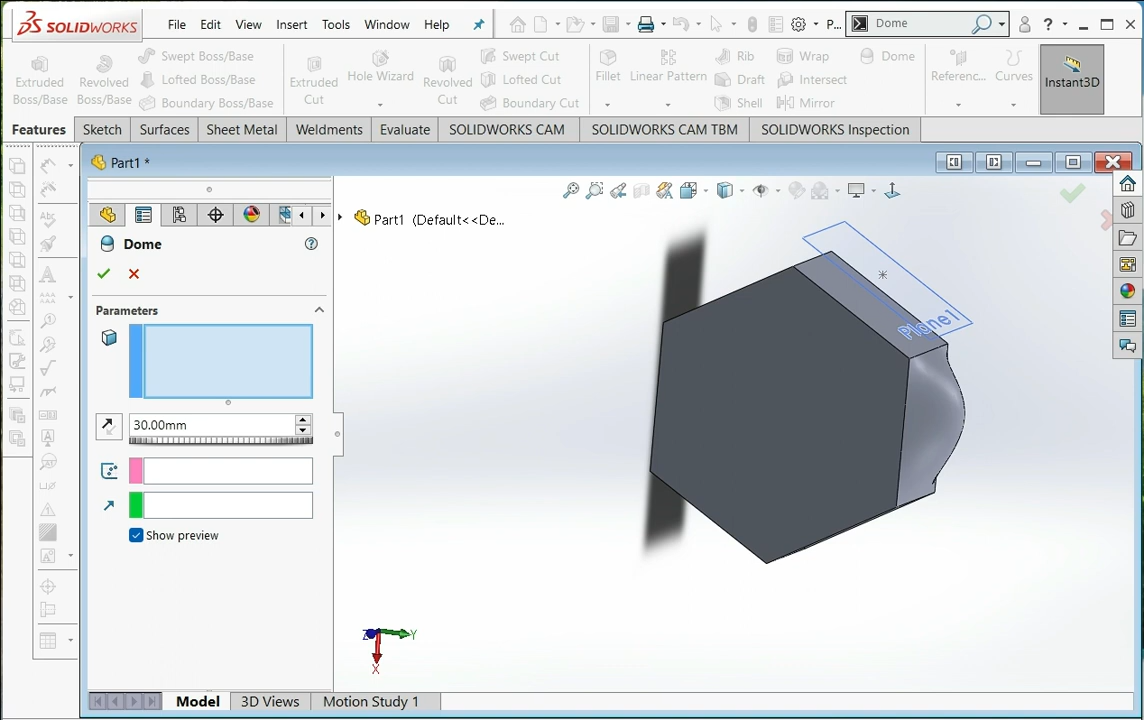 SOLIDWORKS File Edit View Insert Tools Window Help P... Dome ?
Extruded Boss/Base
Revolved Boss/Base
Swept Boss/Base
Lofted Boss/Base
Boundary Boss/Base
Extruded Cut
Hole Wizard
Revolved Cut
Swept Cut
Lofted Cut
Boundary Cut
Fillet
Linear Pattern
Rib
Draft
Shell
Wrap
Intersect
Mirror
Dome
Referenc...
Curves
Instant3D
Features Sketch Surfaces Sheet Metal Weldments Evaluate SOLIDWORKS CAM SOLIDWORKS CAM TBM SOLIDWORKS Inspection
Part1 *
Part1 (Default<<De...
Dome ?
Parameters
30.00mm
Show preview
Plane1
Z Y
X
Model 3D Views Motion Study 1